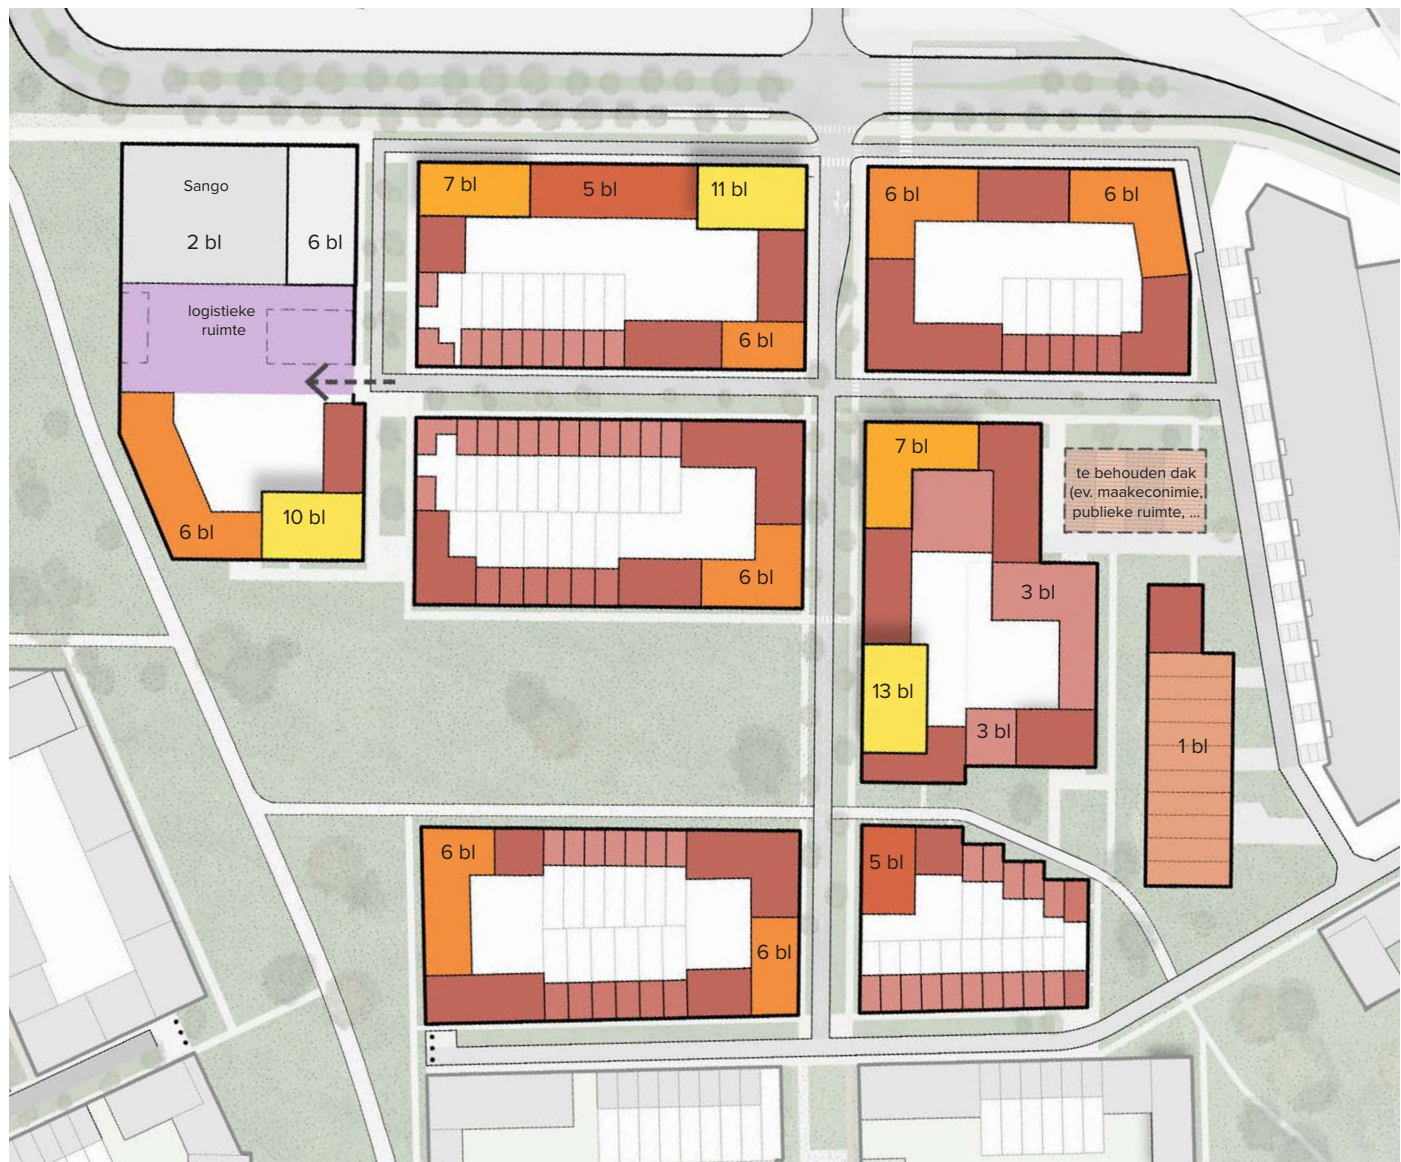 7 bl
5 bl
11 bl
6 bl
6 bl
Sango
2 bl
6 bl
logistieke
ruimte
6 bl
7 bl
te behouden dak
(ev. maakeconimie,
publieke ruimte, ...
10 bl
6 bl
6 bl
3 bl
13 bl
3 bl
1 bl
6 bl
5 bl
6 bl